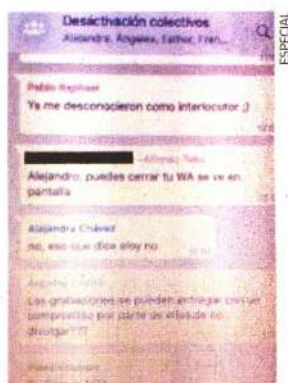 Desactivación colectivos
Alejandra, Ángeles, Esther, Fran...
ESPECIAL
Pablo Raphael
Ya me desconocieron como interlocutor ;)
Alejandro, puedes cerrar tu WA se ve en
pantalla
Alejandra Chávez
no, eso que dice eloy no
Las grabaciones se pueden entregar con un
compromiso por parte de ellos de no
divulgar???